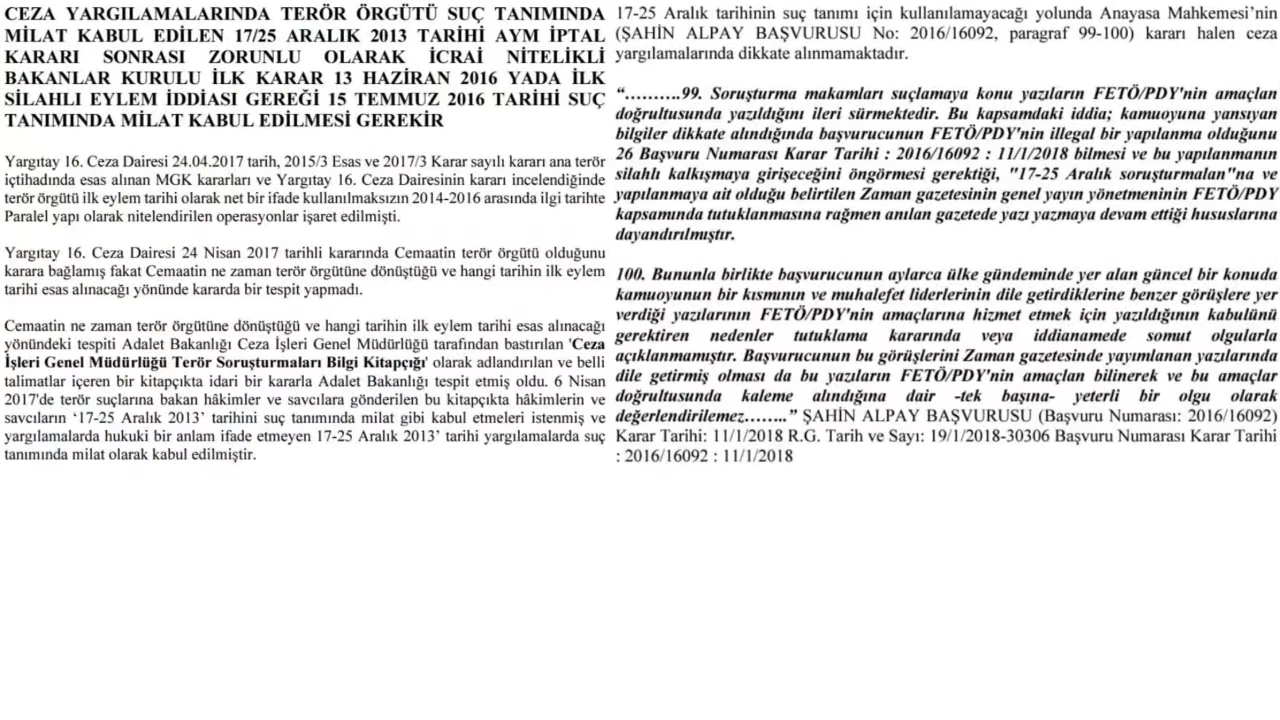 CEZA YARGILAMALARINDA TERÖR ÖRGÜTÜ SUÇ TANIMINDA
MİLAT KABUL EDİLEN 17/25 ARALIK 2013 TARİHİ AYM İPTAL
KARARI SONRASI ZORUNLU OLARAK İCRAİ NİTELİKLİ
BAKANLAR KURULU İLK KARAR 13 HAZİRAN 2016 YADA İLK
SİLAHLI EYLEM İDDİASI GEREĞİ 15 TEMMUZ 2016 TARİHİ SUÇ
TANIMINDA MİLAT KABUL EDİLMESİ GEREKİR
Yargıtay 16. Ceza Dairesi 24.04.2017 tarih, 2015/3 Esas ve 2017/3 Karar sayılı kararı ana terör
içtihadında esas alınan MGK kararları ve Yargıtay 16. Ceza Dairesinin kararı incelendiğinde
terör örgütü ilk eylem tarihi olarak net bir ifade kullanılmaksızın 2014-2016 arasında ilgi tarihte
Paralel yapı olarak nitelendirilen operasyonlar işaret edilmişti.
Yargıtay 16. Ceza Dairesi 24 Nisan 2017 tarihli kararında Cemaatin terör örgütü olduğunu
karara bağlamış fakat Cemaatin ne zaman terör örgütüne dönüştüğü ve hangi tarihin ilk eylem
tarihi esas alınacağı yönünde kararda bir tespit yapmadı.
Cemaatin ne zaman terör örgütüne dönüştüğü ve hangi tarihin ilk eylem tarihi esas alınacağı
yönündeki tespiti Adalet Bakanlığı Ceza İşleri Genel Müdürlüğü tarafından bastırılan 'Ceza
İşleri Genel Müdürlüğü Terör Soruşturmaları Bilgi Kitapçığı' olarak adlandırılan ve belli
talimatlar içeren bir kitapçıkta idari bir kararla Adalet Bakanlığı tespit etmiş oldu. 6 Nisan
2017'de terör suçlarına bakan hâkimlere ve savcılara gönderilen bu kitapçıkta hâkimlerin ve
savcıların ‘17-25 Aralık 2013’ tarihini suç tanımında milat gibi kabul etmeleri istenmiş ve
yargılamalarda hukuki bir anlam ifade etmeyen 17-25 Aralık 2013’ tarihi yargılamalarda suç
tanımında milat olarak kabul edilmiştir.
17-25 Aralık tarihinin suç tanımı için kullanılamayacağı yolunda Anayasa Mahkemesi’nin
(ŞAHİN ALPAY BAŞVURUSU No: 2016/16092, paragraf 99-100) kararı halen ceza
yargılamalarında dikkate alınmamaktadır.
“……….99. Soruşturma makamları suçlamaya konu yazıların FETÖ/PDY'nin amaçlan
doğrultusunda yazıldığını ileri sürmektedir. Bu kapsamdaki iddia; kamuoyuna yansıyan
bilgiler dikkate alındığında başvurucunun FETÖ/PDY'nin illegal bir yapılanma olduğunu
26 Başvuru Numarası Karar Tarihi : 2016/16092 : 11/1/2018 bilmesi ve bu yapılanmanın
silahlı kalkışmaya girişeceğini öngörmesi gerektiği, "17-25 Aralık soruşturmalan"na ve
yapılanmaya ait olduğu belirtilen Zaman gazetesinin genel yayın yönetmeninin FETÖ/PDY
kapsamında tutuklanmasına rağmen anılan gazetede yazı yazmaya devam ettiği hususlarına
dayandırılmıştır.
100. Bununla birlikte başvurucunun aylarca ülke gündeminde yer alan güncel bir konuda
kamuoyunun bir kısmının ve muhalefet liderlerinin dile getirdiklerine benzer görüşlere yer
verdiği yazılarının FETÖ/PDY'nin amaçlarına hizmet etmek için yazıldığının kabulünü
gerektiren nedenler tutuklama kararında veya iddianamede somut olgularla
açıklanmamıştır. Başvurucunun bu görüşlerini Zaman gazetesinde yayımlanan yazılarında
dile getirmiş olması da bu yazıların FETÖ/PDY'nin amaçlan bilinerek ve bu amaçlar
doğrultusunda kaleme alındığına dair -tek başına- yeterli bir olgu olarak
değerlendirilemez……..” ŞAHİN ALPAY BAŞVURUSU (Başvuru Numarası: 2016/16092)
Karar Tarihi: 11/1/2018 R.G. Tarih ve Sayı: 19/1/2018-30306 Başvuru Numarası Karar Tarihi
: 2016/16092 : 11/1/2018